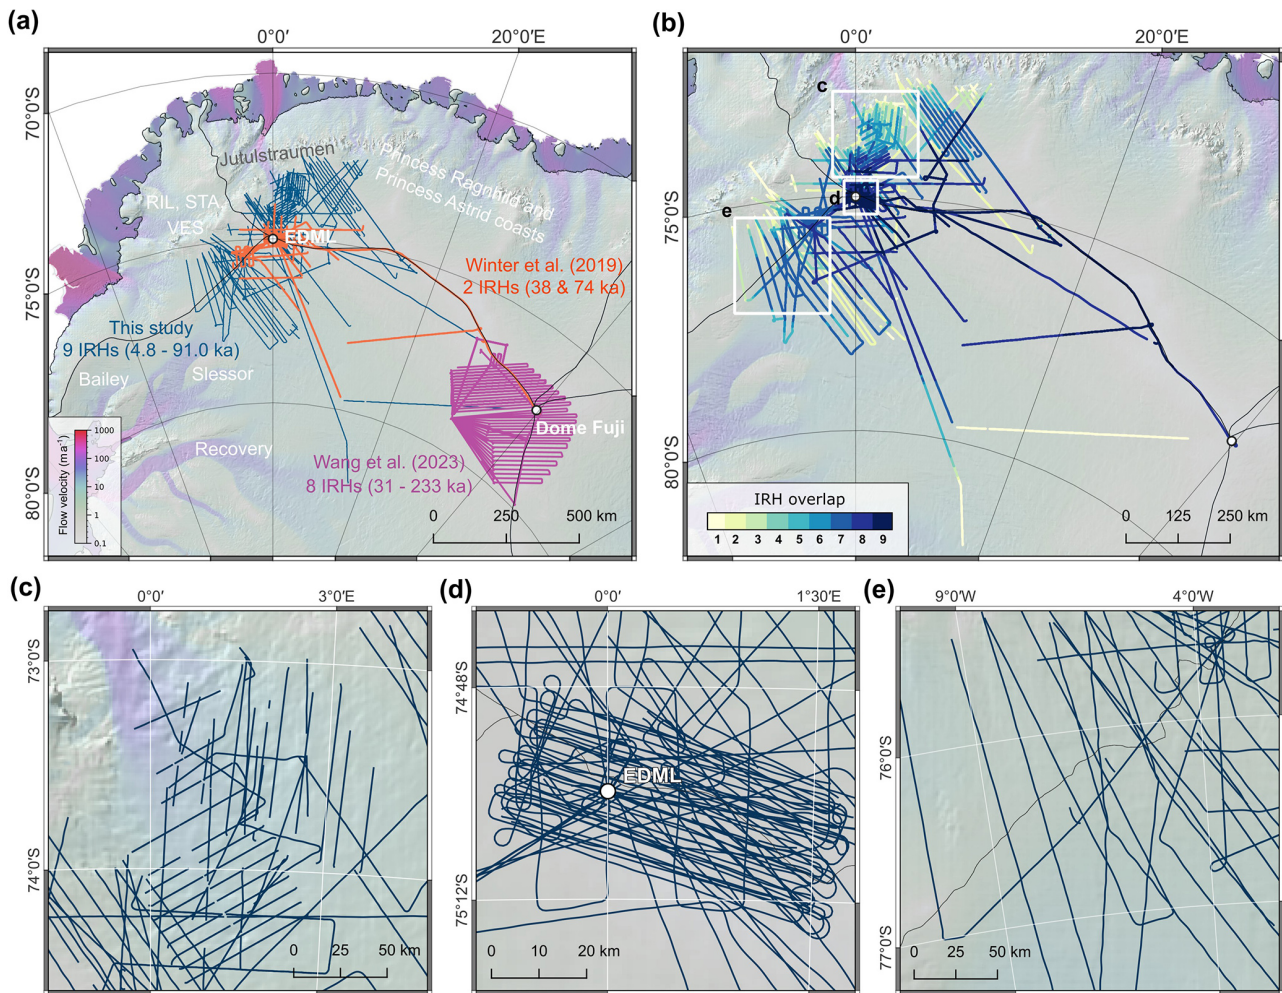 (a)
0°0′
20°0′E
70°0′S
75°0′S
80°0′S
Jutulstraumen
Princess Ragnhild and
Princess Astrid coasts
RIL, STA,
VES
EDML
Winter et al. (2019)
2 IRHs (38 & 74 ka)
This study
9 IRHs (4.8 - 91.0 ka)
Bailey
Slessor
Recovery
Dome Fuji
Wang et al. (2023)
8 IRHs (31 - 233 ka)
Flow velocity (ma⁻¹)
1000
100
10
1
0.1
0 250 500 km
(b)
0°0′
20°0′E
75°0′S
80°0′S
c
d
e
IRH overlap
1 2 3 4 5 6 7 8 9
0 125 250 km
(c)
0°0′
3°0′E
73°0′S
74°0′S
0 25 50 km
(d)
0°0′
1°30′E
74°48′S
75°12′S
EDML
0 10 20 km
(e)
9°0′W
4°0′W
76°0′S
77°0′S
0 25 50 km